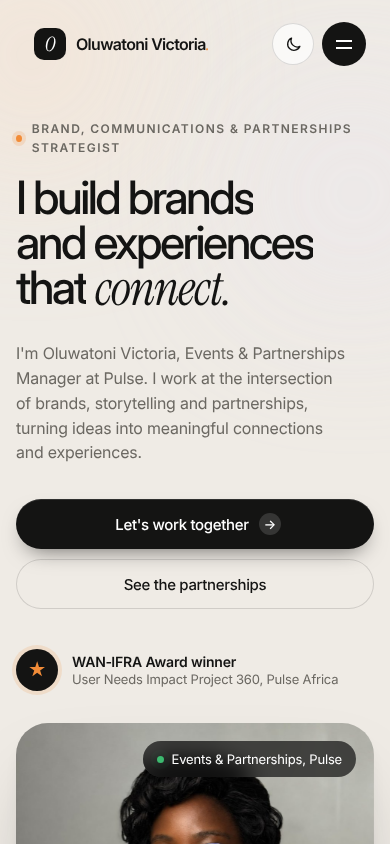 O Oluwatoni Victoria.
BRAND, COMMUNICATIONS & PARTNERSHIPS
STRATEGIST
I build brands
and experiences
that connect.
I'm Oluwatoni Victoria, Events & Partnerships
Manager at Pulse. I work at the intersection
of brands, storytelling and partnerships,
turning ideas into meaningful connections
and experiences.
Let's work together →
See the partnerships
WAN-IFRA Award winner
User Needs Impact Project 360, Pulse Africa
Events & Partnerships, Pulse